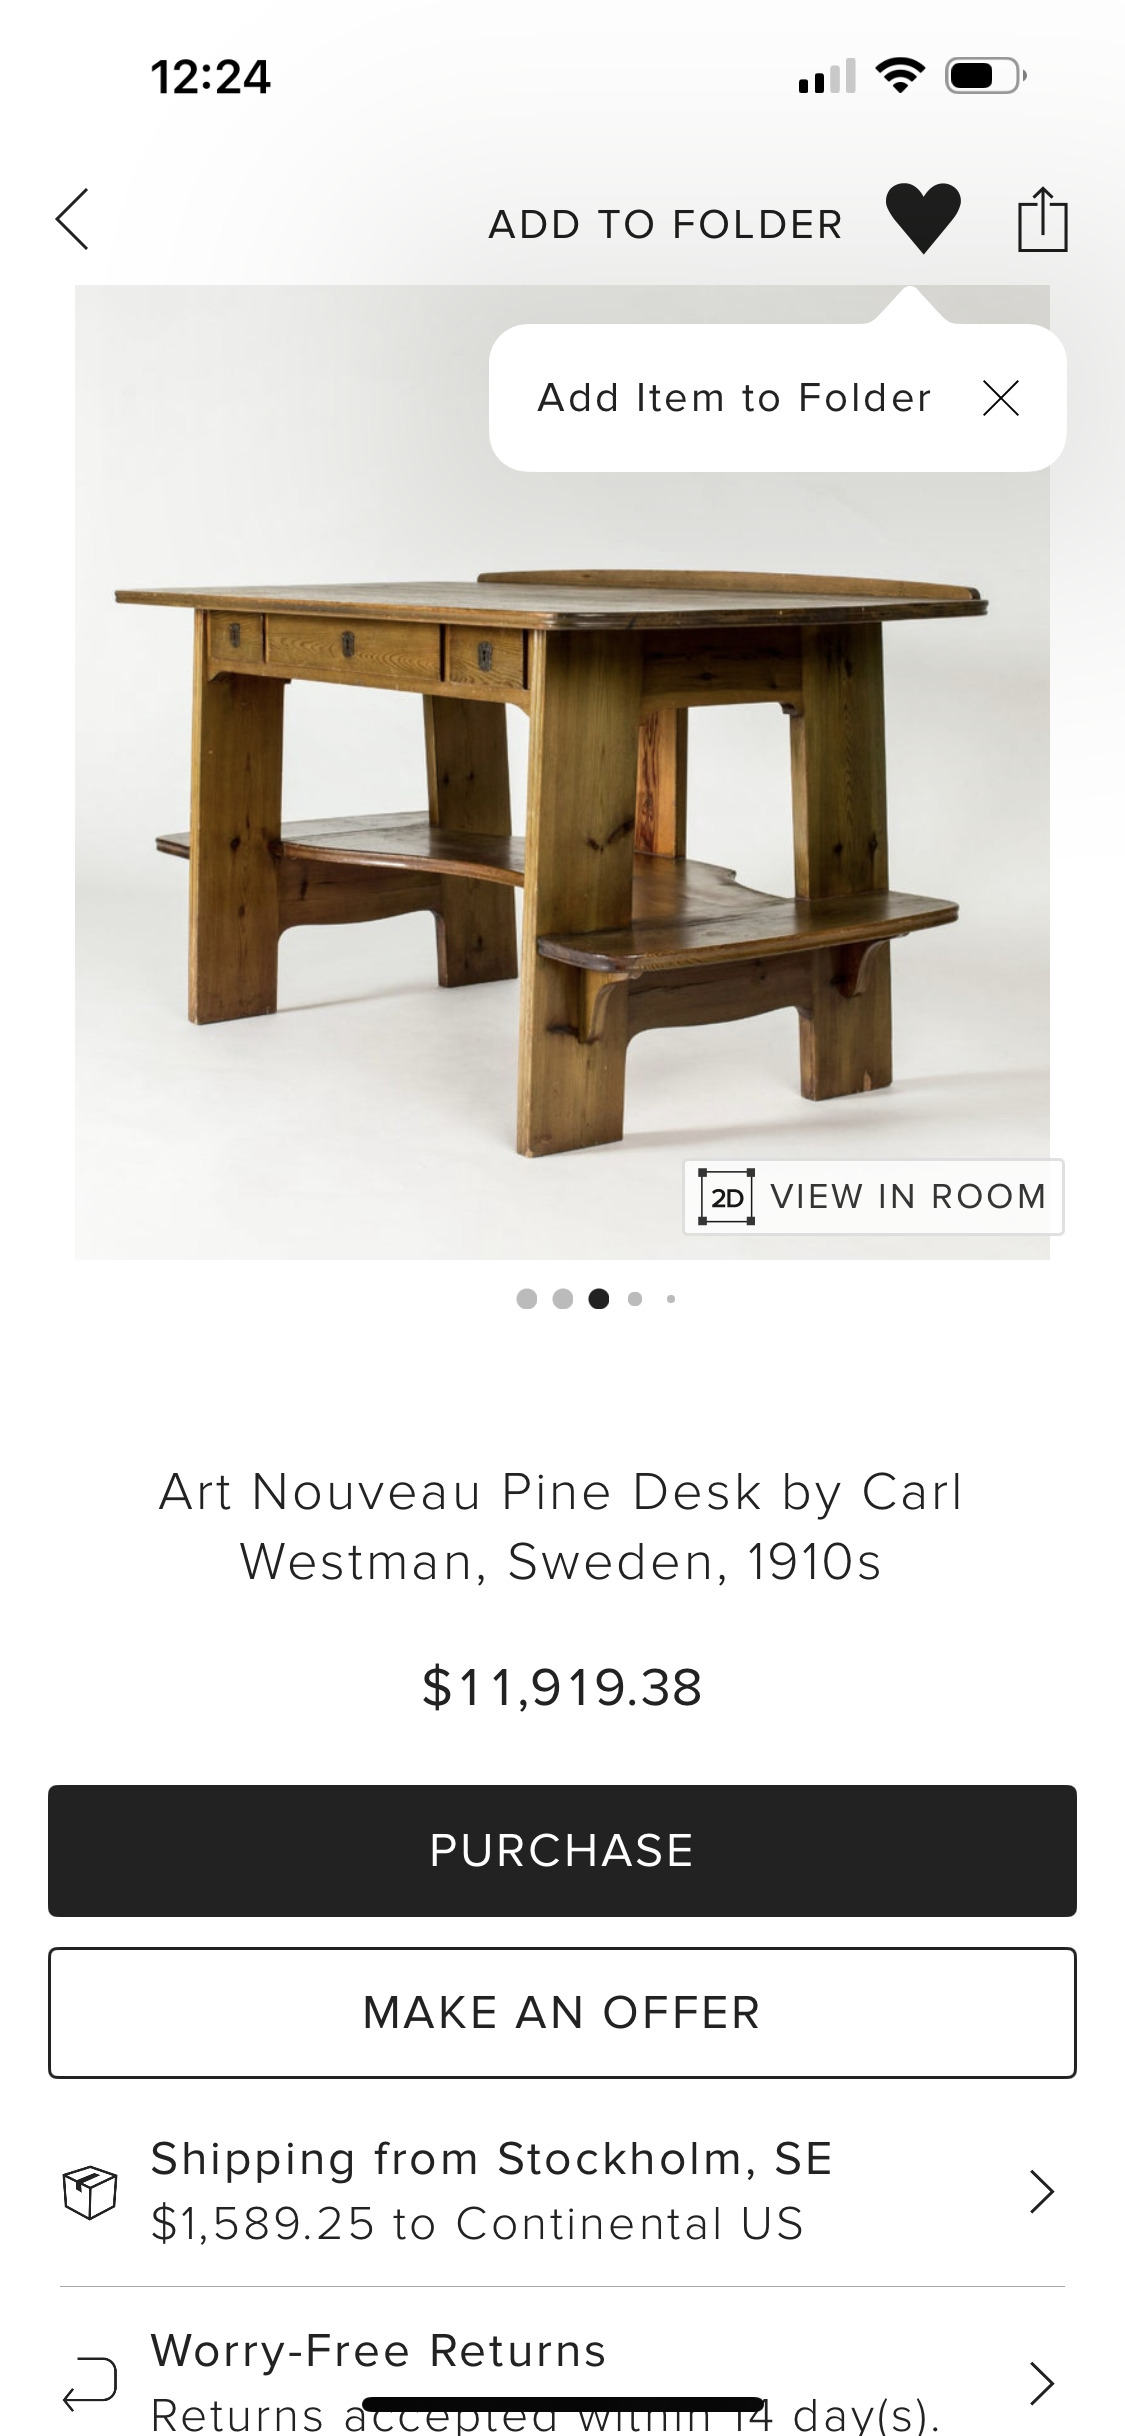 12:24
ADD TO FOLDER
Add Item to Folder
2D VIEW IN ROOM
Art Nouveau Pine Desk by Carl
Westman, Sweden, 1910s
$11,919.38
PURCHASE
MAKE AN OFFER
Shipping from Stockholm, SE
$1,589.25 to Continental US
Worry-Free Returns
Returns accepted within 14 day(s).